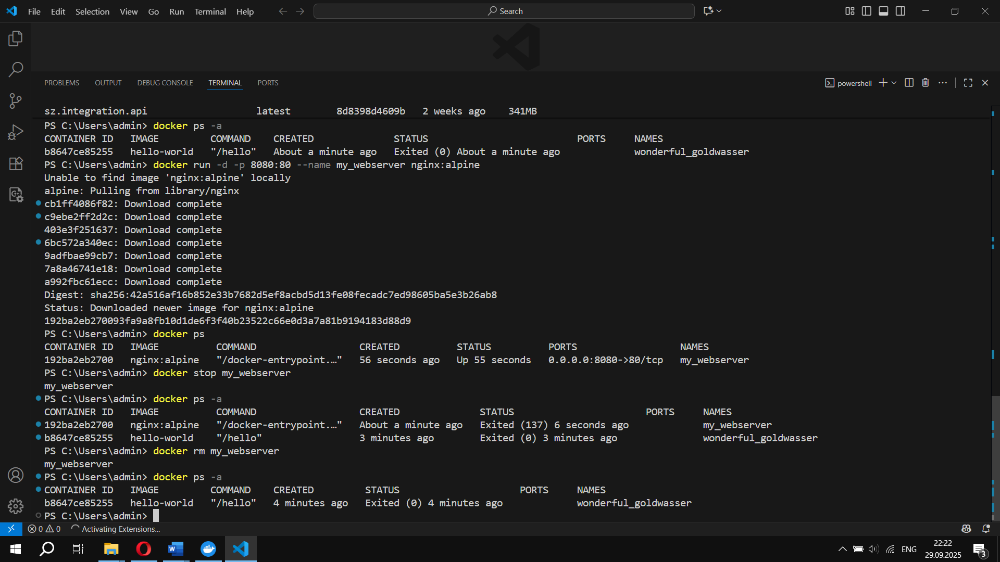 File Edit Selection View Go Run Terminal Help
Search
PROBLEMS OUTPUT DEBUG CONSOLE TERMINAL PORTS
powershell
sz.integration.api latest 8d8398d4609b 2 weeks ago 341MB
PS C:\Users\admin> docker ps -a
CONTAINER ID IMAGE COMMAND CREATED STATUS PORTS NAMES
b8647ce85255 hello-world "/hello" About a minute ago Exited (0) About a minute ago wonderful_goldwasser
PS C:\Users\admin> docker run -d -p 8080:80 --name my_webserver nginx:alpine
Unable to find image 'nginx:alpine' locally
alpine: Pulling from library/nginx
cb1ff4086f82: Download complete
c9ebe2ff2d2c: Download complete
403e3f251637: Download complete
6bc572a340ec: Download complete
9adfbae99cb7: Download complete
7a8a46741e18: Download complete
a992fbc61ecc: Download complete
Digest: sha256:42a516af16b852e33b7682d5ef8acbd5d13fe08fecadc7ed98605ba5e3b26ab8
Status: Downloaded newer image for nginx:alpine
192ba2eb270093fa9a8fb10d1de6f3f40b23522c66e0d3a7a81b9194183d88d9
PS C:\Users\admin> docker ps
CONTAINER ID IMAGE COMMAND CREATED STATUS PORTS NAMES
192ba2eb2700 nginx:alpine "/docker-entrypoint.…" 56 seconds ago Up 55 seconds 0.0.0.0:8080->80/tcp my_webserver
PS C:\Users\admin> docker stop my_webserver
my_webserver
PS C:\Users\admin> docker ps -a
CONTAINER ID IMAGE COMMAND CREATED STATUS PORTS NAMES
192ba2eb2700 nginx:alpine "/docker-entrypoint.…" About a minute ago Exited (137) 6 seconds ago my_webserver
b8647ce85255 hello-world "/hello" 3 minutes ago Exited (0) 3 minutes ago wonderful_goldwasser
PS C:\Users\admin> docker rm my_webserver
my_webserver
PS C:\Users\admin> docker ps -a
CONTAINER ID IMAGE COMMAND CREATED STATUS PORTS NAMES
b8647ce85255 hello-world "/hello" 4 minutes ago Exited (0) 4 minutes ago wonderful_goldwasser
PS C:\Users\admin>
0 0 Activating Extensions...
ENG
22:22
29.09.2025
3